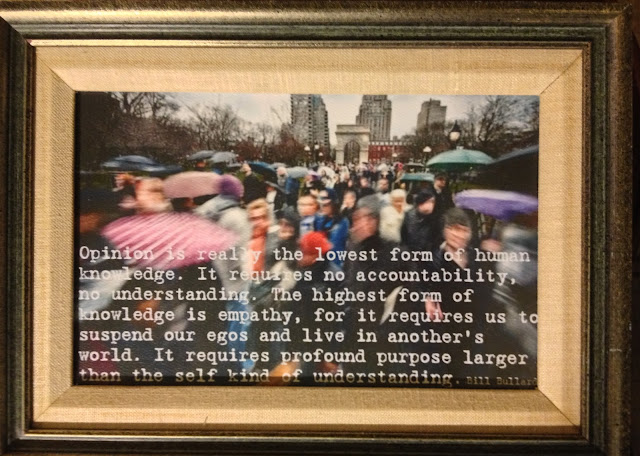 Opinion is really the lowest form of human
knowledge. It requires no accountability,
no understanding. The highest form of
knowledge is empathy, for it requires us to
suspend our egos and live in another's
world. It requires profound purpose larger
than the self kind of understanding. Bill Bullard